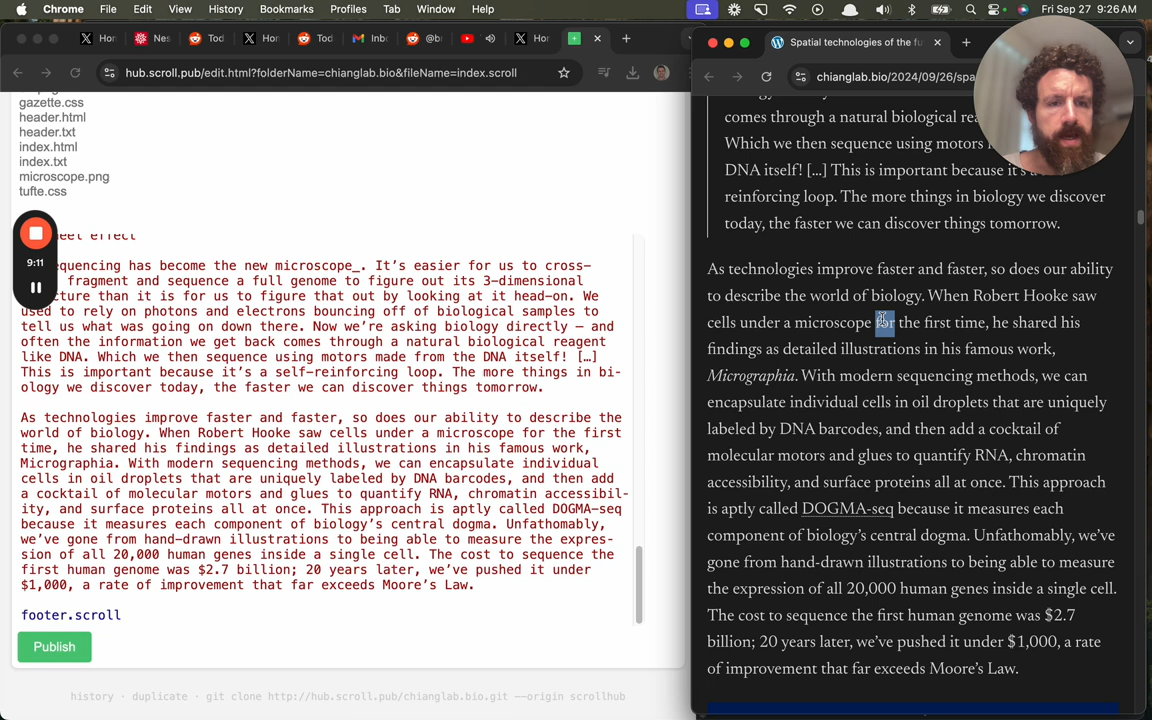 Chrome File Edit View History Bookmarks Profiles Tab Window Help
Fri Sep 27 9:26 AM
Hor
Nes
Tod
Hor
Tod
Inbo
@b
Hor
Spatial technologies of the fu
hub.scroll.pub/edit.html?folderName=chianglab.bio&fileName=index.scroll
chianglab.bio/2024/09/26/spa
gazette.css
header.html
header.txt
index.html
index.txt
microscope.png
tufte.css
9:11
effect
equencing has become the new microscope_. It’s easier for us to cross-
fragment and sequence a full genome to figure out its 3-dimensional
cture than it is for us to figure that out by looking at it head-on. We
used to rely on photons and electrons bouncing off of biological samples to
tell us what was going on down there. Now we’re asking biology directly – and
often the information we get back comes through a natural biological reagent
like DNA. Which we then sequence using motors made from the DNA itself! […]
This is important because it’s a self-reinforcing loop. The more things in bi-
ology we discover today, the faster we can discover things tomorrow.
As technologies improve faster and faster, so does our ability to describe the
world of biology. When Robert Hooke saw cells under a microscope for the first
time, he shared his findings as detailed illustrations in his famous work,
Micrographia. With modern sequencing methods, we can encapsulate individual
cells in oil droplets that are uniquely labeled by DNA barcodes, and then add
a cocktail of molecular motors and glues to quantify RNA, chromatin accessibil-
ity, and surface proteins all at once. This approach is aptly called DOGMA-seq
because it measures each component of biology’s central dogma. Unfathomably,
we’ve gone from hand-drawn illustrations to being able to measure the expres-
sion of all 20,000 human genes inside a single cell. The cost to sequence the
first human genome was $2.7 billion; 20 years later, we’ve pushed it under
$1,000, a rate of improvement that far exceeds Moore’s Law.
footer.scroll
Publish
history · duplicate · git clone http://hub.scroll.pub/chianglab.bio.git --origin scrollhub
comes through a natural biological rea
Which we then sequence using motors
DNA itself! […] This is important because it’s a
reinforcing loop. The more things in biology we discover
today, the faster we can discover things tomorrow.
As technologies improve faster and faster, so does our ability
to describe the world of biology. When Robert Hooke saw
cells under a microscope for the first time, he shared his
findings as detailed illustrations in his famous work,
Micrographia. With modern sequencing methods, we can
encapsulate individual cells in oil droplets that are uniquely
labeled by DNA barcodes, and then add a cocktail of
molecular motors and glues to quantify RNA, chromatin
accessibility, and surface proteins all at once. This approach
is aptly called DOGMA-seq because it measures each
component of biology’s central dogma. Unfathomably, we’ve
gone from hand-drawn illustrations to being able to measure
the expression of all 20,000 human genes inside a single cell.
The cost to sequence the first human genome was $2.7
billion; 20 years later, we’ve pushed it under $1,000, a rate
of improvement that far exceeds Moore’s Law.